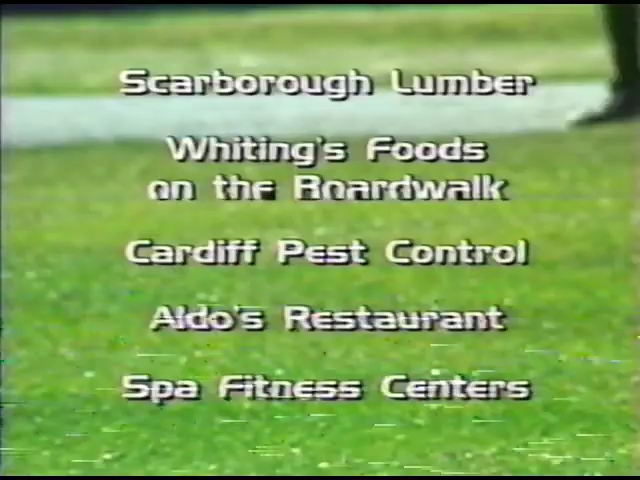 Scarborough Lumber
Whiting's Foods
on the Boardwalk
Cardiff Pest Control
Aldo's Restaurant
Spa Fitness Centers